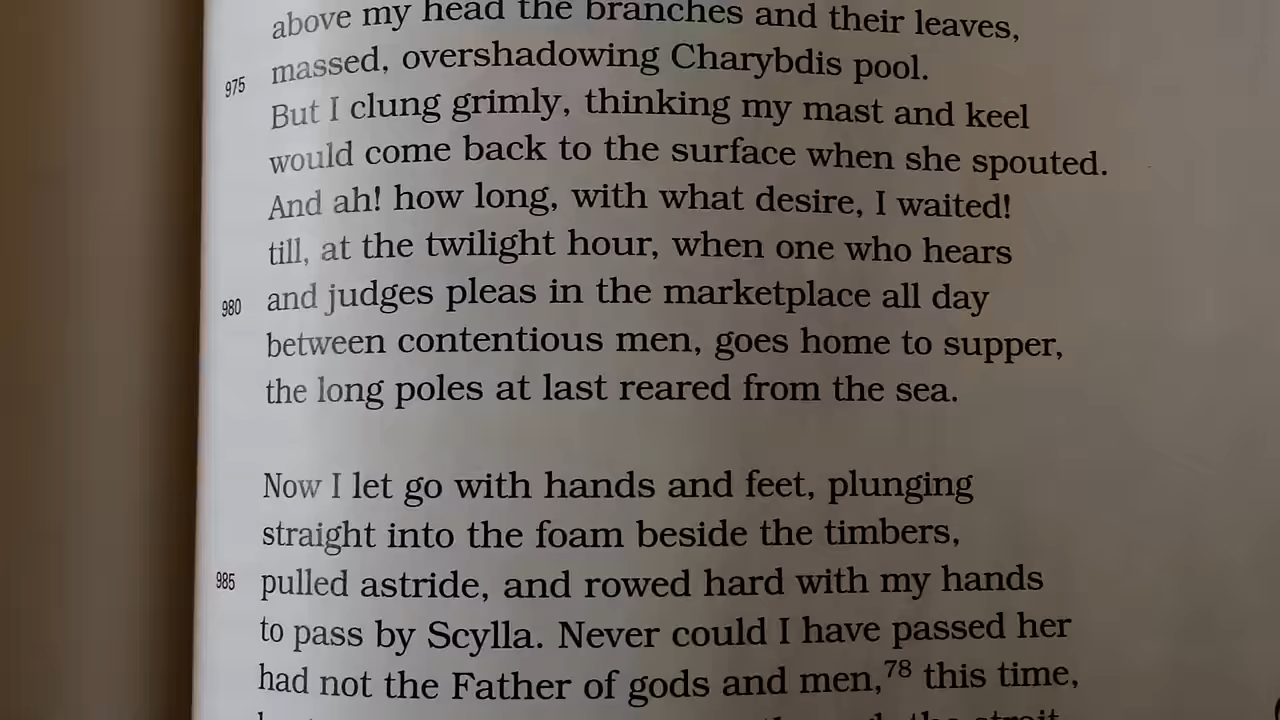 above my head the branches and their leaves,
975 massed, overshadowing Charybdis pool.
But I clung grimly, thinking my mast and keel
would come back to the surface when she spouted.
And ah! how long, with what desire, I waited!
till, at the twilight hour, when one who hears
980 and judges pleas in the marketplace all day
between contentious men, goes home to supper,
the long poles at last reared from the sea.
Now I let go with hands and feet, plunging
straight into the foam beside the timbers,
985 pulled astride, and rowed hard with my hands
to pass by Scylla. Never could I have passed her
had not the Father of gods and men,78 this time,
the strait